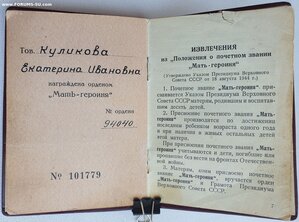 www.FORUMS-SU.com
Тов. Куликова
Екатерина Ивановна
награждена орденом
„Мать-героиня“
№ ордена
94040
№ 101779
ИЗВЛЕЧЕНИЯ
из „Положения о почетном звании
„Мать-героиня“
(Утверждено Указом Президиума Верховного
Совета СССР от 18 августа 1944 г.)
1. Почетное звание „Мать-героиня“ присваивается Указом Президиума Верховного
Совета СССР матерям, родившим и воспитавшим десять детей.
2. Присвоение почетного звания „Мать-
героиня“ производится по достижении
последним ребенком возраста одного года
и при наличии в живых остальных детей
этой матери.
При присвоении почетного звания „Мать-
героиня“ учитываются и дети, погибшие или
пропавшие без вести на фронтах Отечественной войны.
3. Матерям, коим присвоено почетное
звание „Мать-героиня“, вручается орден
„Мать-героиня“ и Грамота Президиума
Верховного Совета СССР.